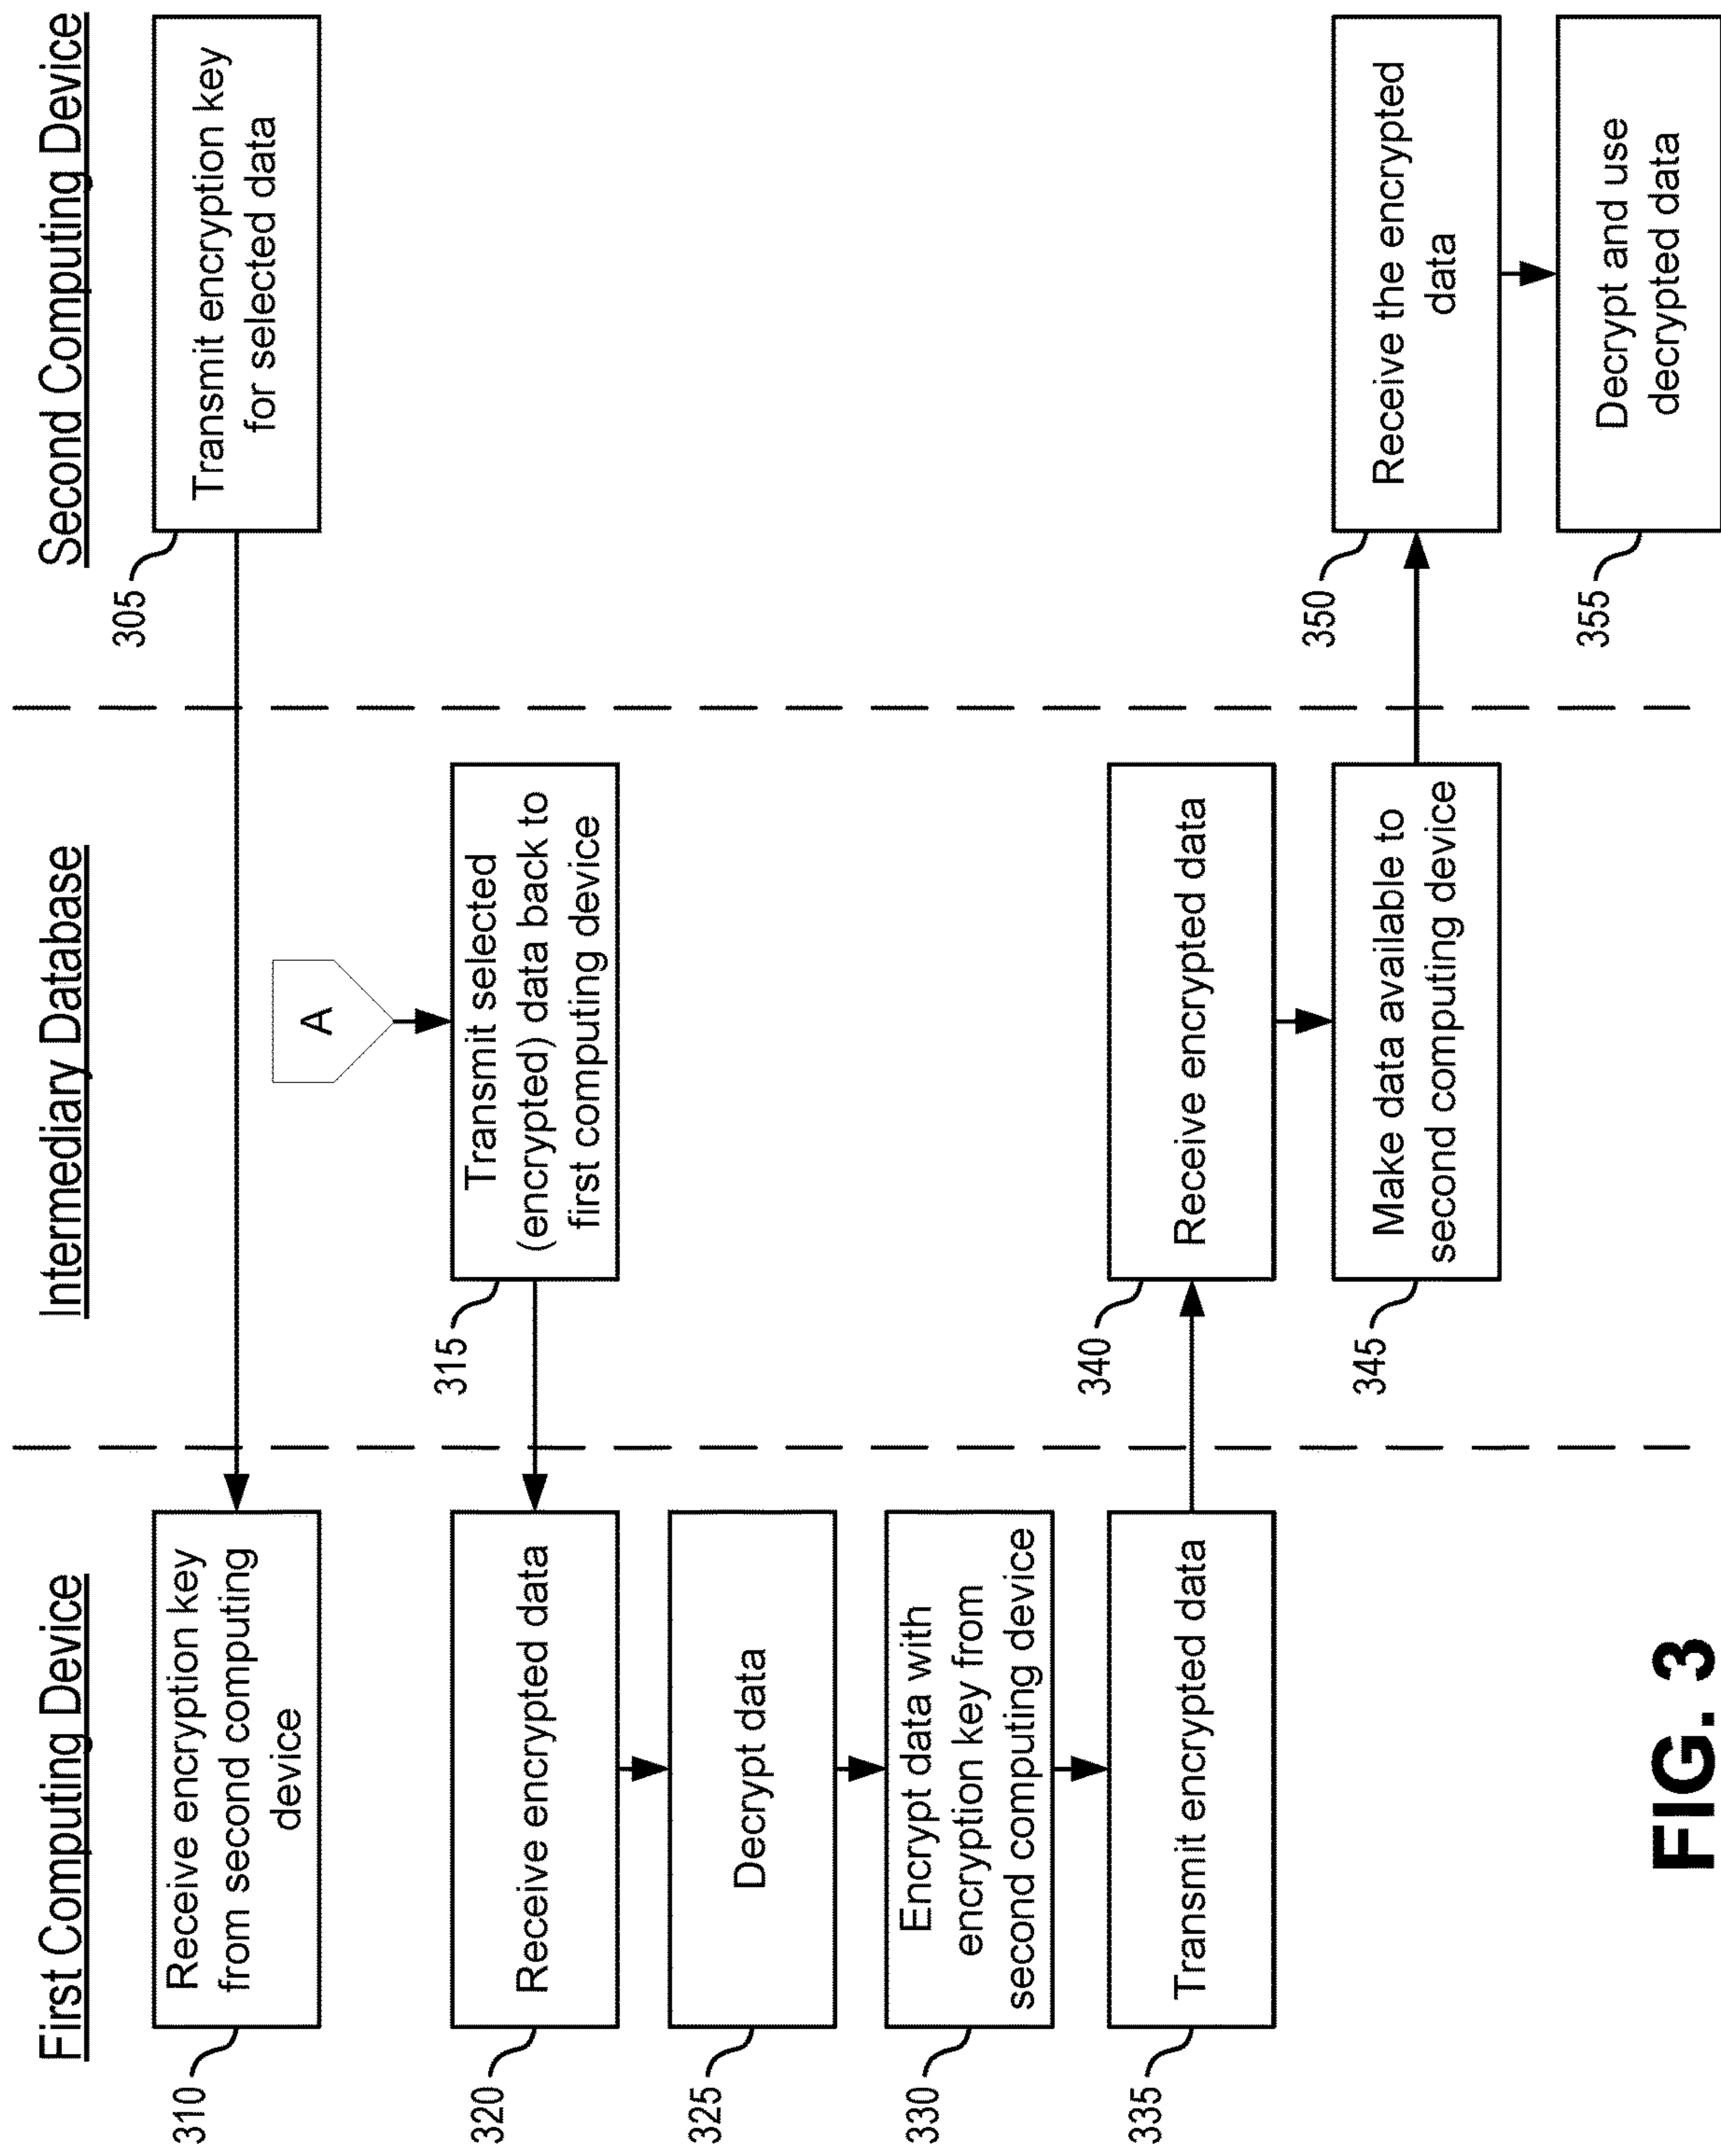 First Computing Device
Intermediary Database
Second Computing Device
305
Transmit encryption key
for selected data
310
Receive encryption key
from second computing
device
A
315
Transmit selected
(encrypted) data back to
first computing device
320
Receive encrypted data
325
Decrypt data
330
Encrypt data with
encryption key from
second computing device
335
Transmit encrypted data
340
Receive encrypted data
345
Make data available to
second computing device
350
Receive the encrypted
data
355
Decrypt and use
decrypted data
FIG. 3